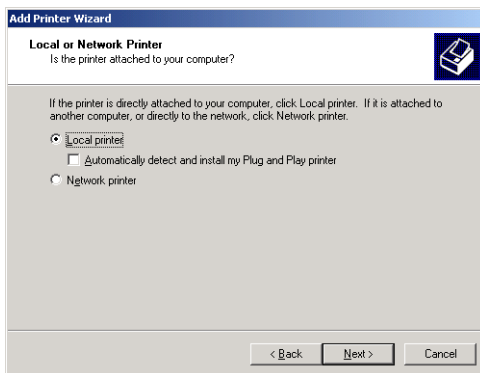 Add Printer Wizard
Local or Network Printer
Is the printer attached to your computer?
If the printer is directly attached to your computer, click Local printer. If it is attached to
another computer, or directly to the network, click Network printer.
Local printer
Automatically detect and install my Plug and Play printer
Network printer
< Back
Next >
Cancel